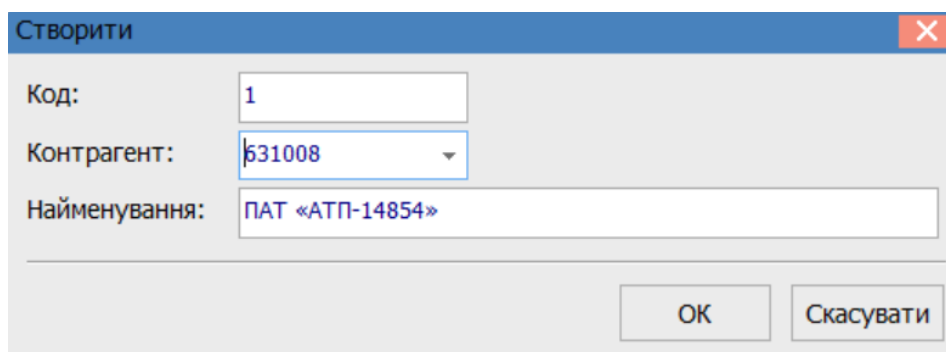 Створити
Код: 1
Контрагент: 631008
Найменування: ПАТ «АТП-14854»
ОК Скасувати